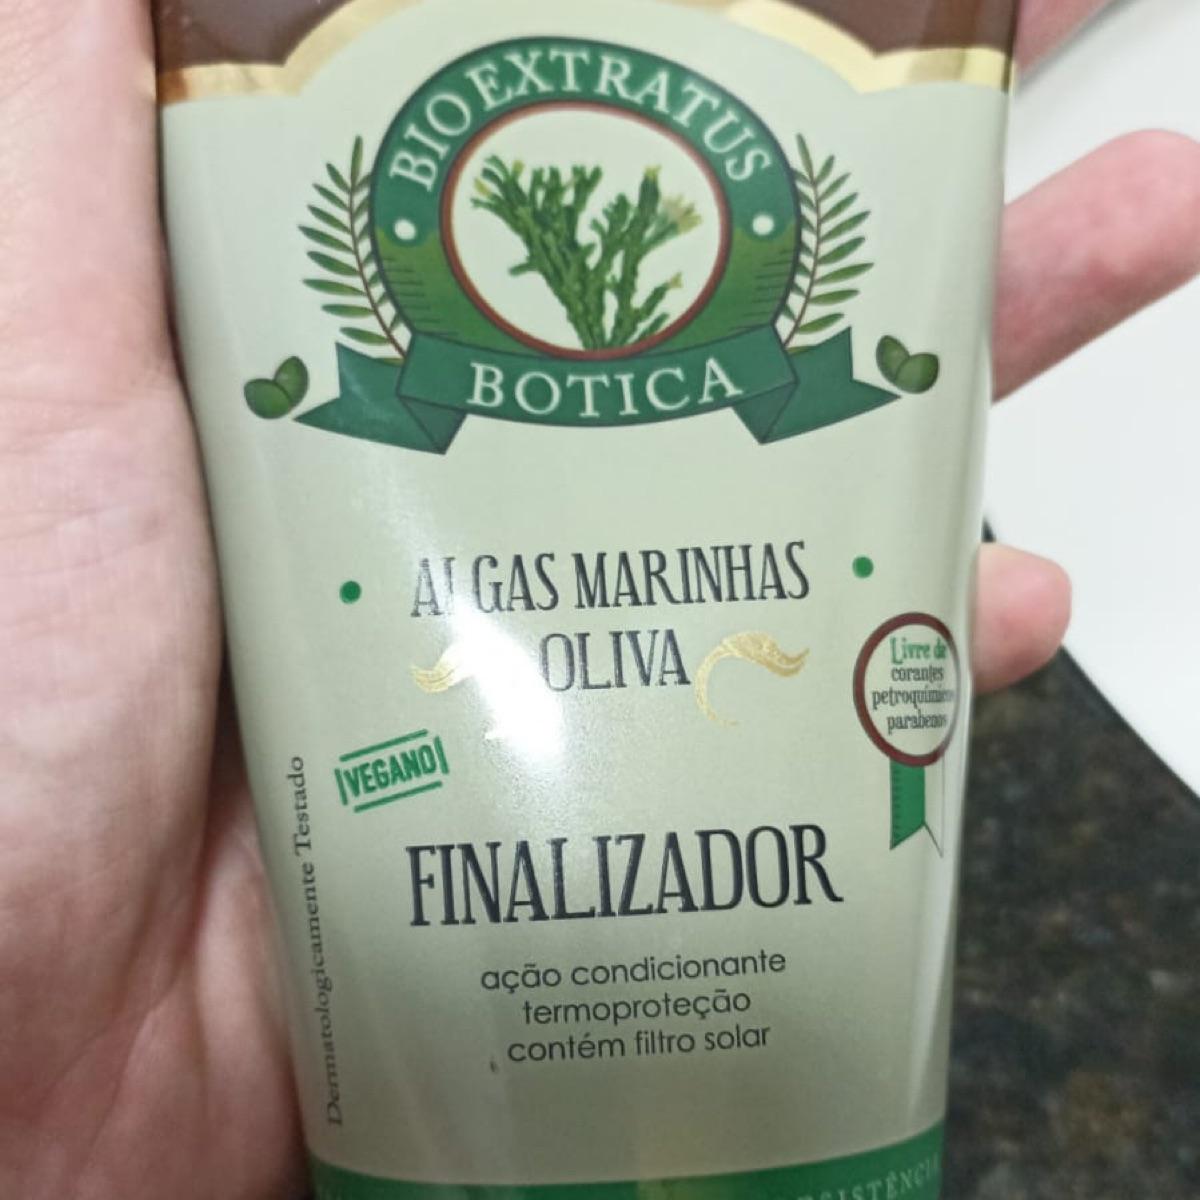 BIO EXTRATUS
BOTICA
ALGAS MARINHAS
OLIVA
Livre de
corantes
petroquímicos
parabenos
VEGANO
Dermatologicamente Testado
FINALIZADOR
ação condicionante
termoproteção
contém filtro solar